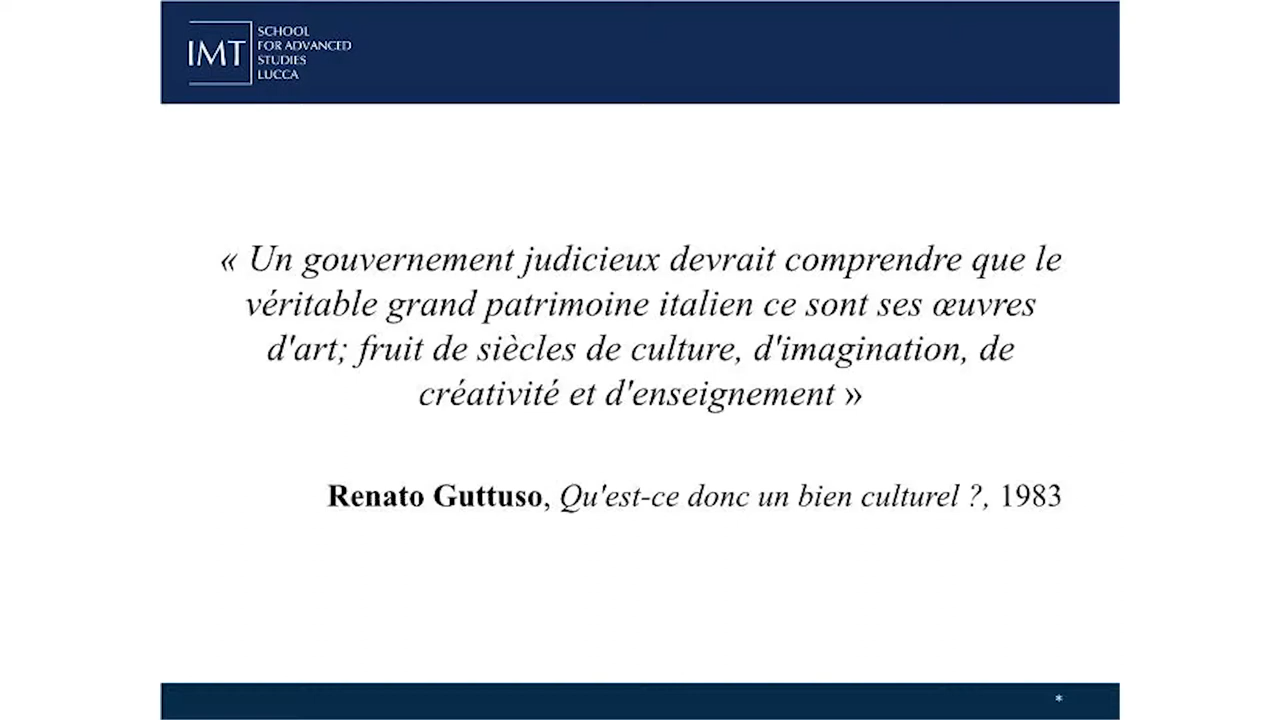 IMT
SCHOOL
FOR ADVANCED
STUDIES
LUCCA
« Un gouvernement judicieux devrait comprendre que le
véritable grand patrimoine italien ce sont ses œuvres
d'art; fruit de siècles de culture, d'imagination, de
créativité et d'enseignement »
Renato Guttuso, Qu'est-ce donc un bien culturel ?, 1983
*